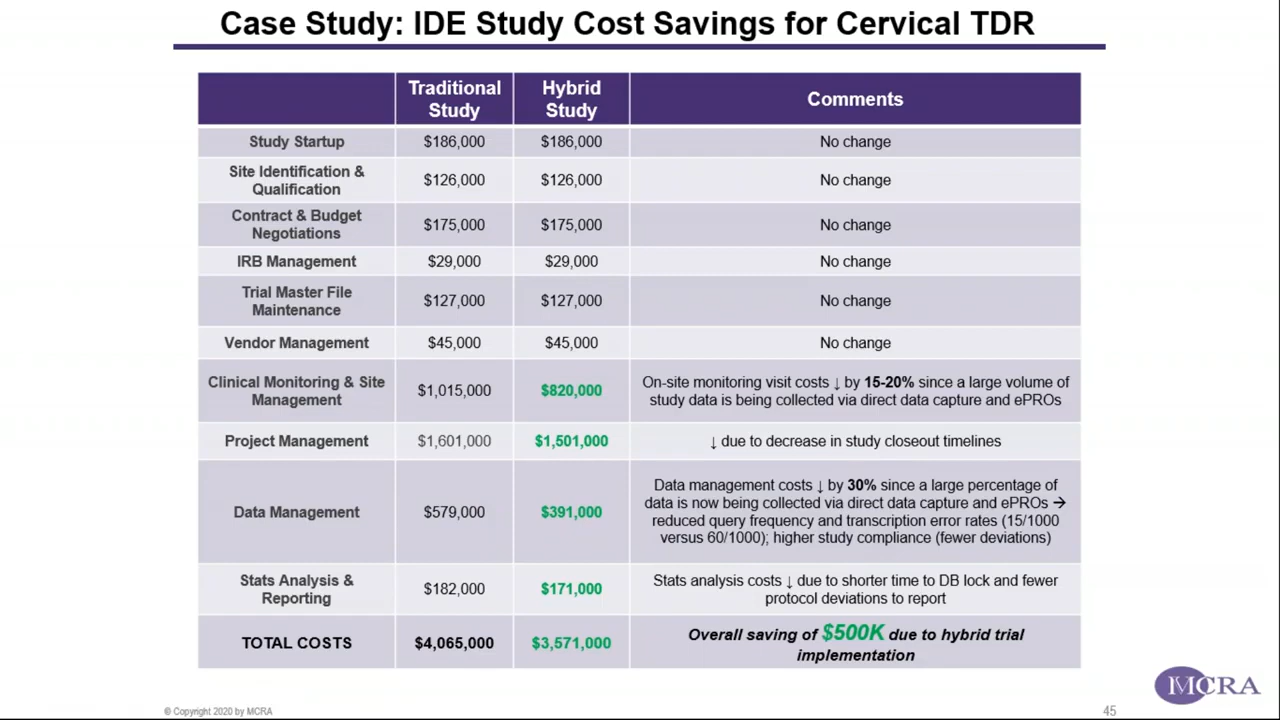 Case Study: IDE Study Cost Savings for Cervical TDR
Traditional Study
Hybrid Study
Comments
Study Startup
$186,000
$186,000
No change
Site Identification &
Qualification
$126,000
$126,000
No change
Contract & Budget
Negotiations
$175,000
$175,000
No change
IRB Management
$29,000
$29,000
No change
Trial Master File
Maintenance
$127,000
$127,000
No change
Vendor Management
$45,000
$45,000
No change
Clinical Monitoring & Site
Management
$1,015,000
$820,000
On-site monitoring visit costs ↓ by 15-20% since a large volume of
study data is being collected via direct data capture and ePROs
Project Management
$1,601,000
$1,501,000
↓ due to decrease in study closeout timelines
Data Management
$579,000
$391,000
Data management costs ↓ by 30% since a large percentage of
data is now being collected via direct data capture and ePROs →
reduced query frequency and transcription error rates (15/1000
versus 60/1000); higher study compliance (fewer deviations)
Stats Analysis &
Reporting
$182,000
$171,000
Stats analysis costs ↓ due to shorter time to DB lock and fewer
protocol deviations to report
TOTAL COSTS
$4,065,000
$3,571,000
Overall saving of $500K due to hybrid trial
implementation
MCRA
© Copyright 2020 by MCRA
45